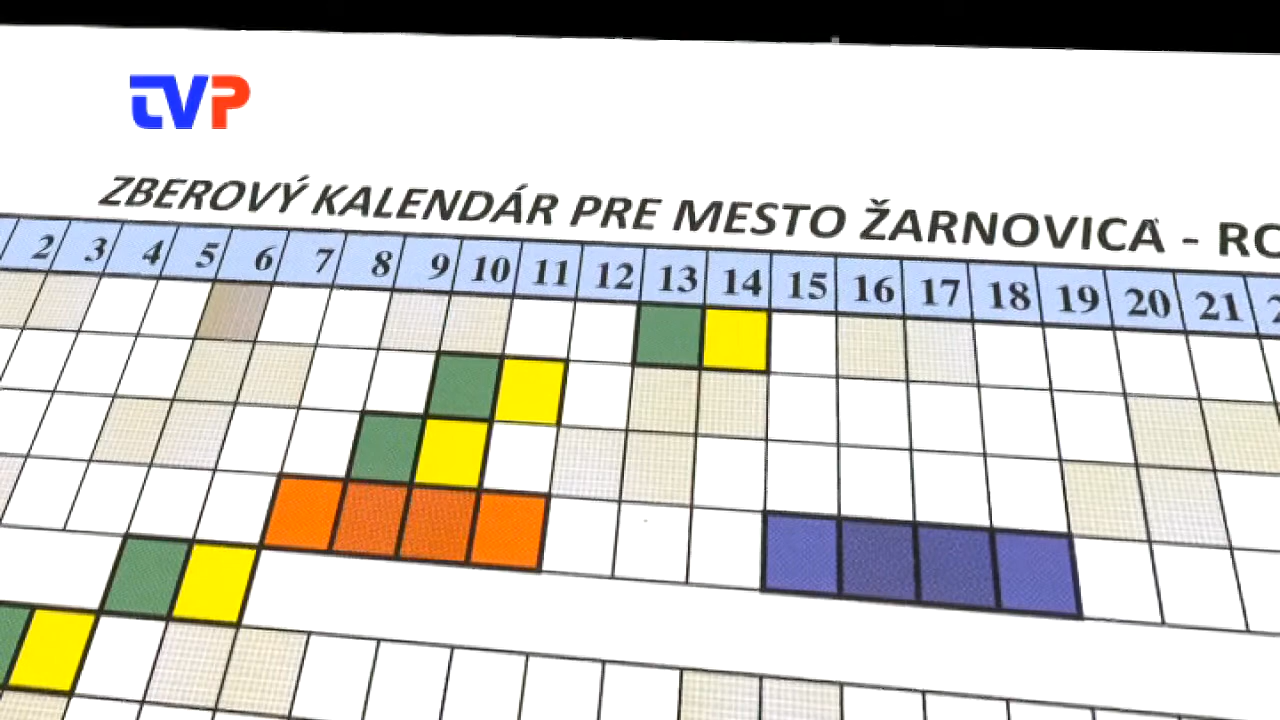 TVP
ZBEROVÝ KALENDÁR PRE MESTO ŽARNOVICA - RO
2 3 4 5 6 7 8 9 10 11 12 13 14 15 16 17 18 19 20 21